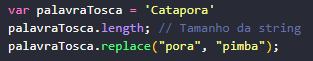 var palavraTosca = 'Catapora'
palavraTosca.length; // Tamanho da string
palavraTosca.replace("pora", "pimba");